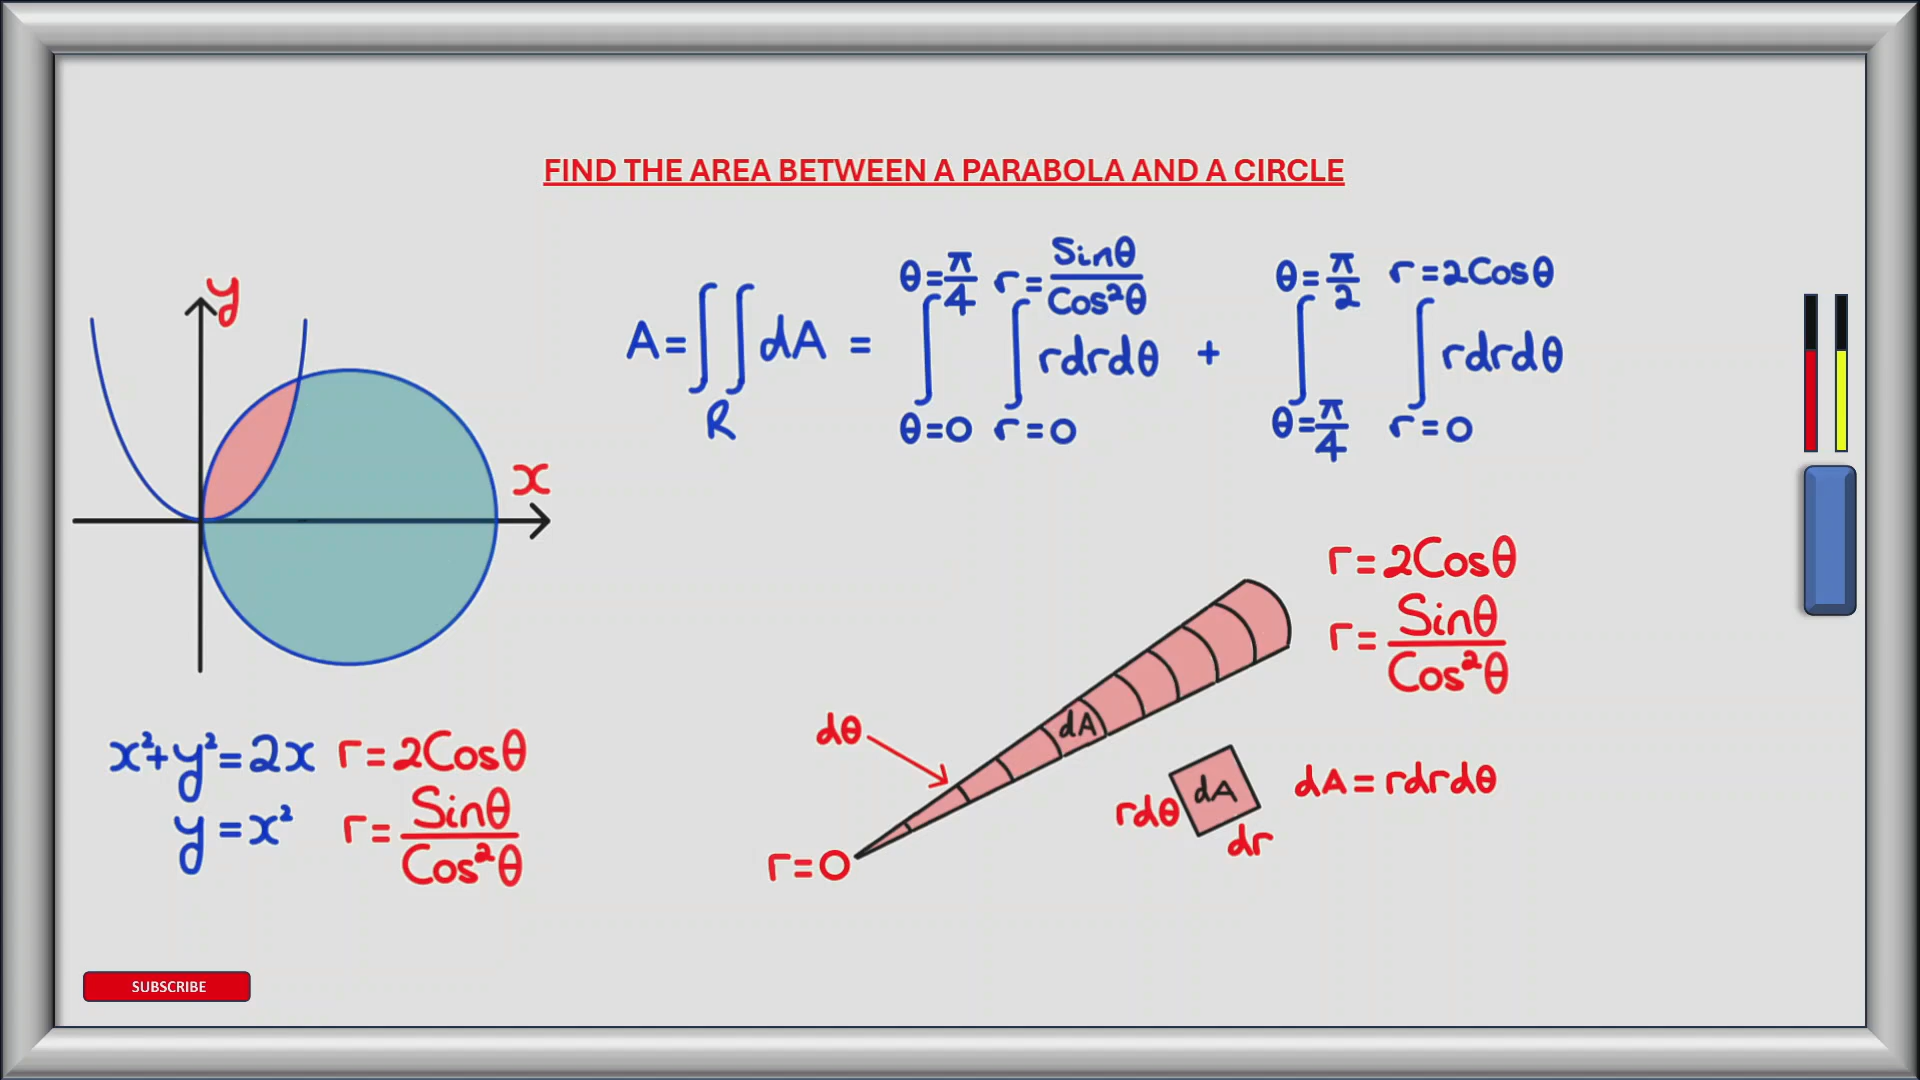 FIND THE AREA BETWEEN A PARABOLA AND A CIRCLE
y
x
A=∫∫dA = ∫∫rdrdθ + ∫∫rdrdθ
R
θ=π/4 r=Sinθ/Cos²θ
θ=0 r=0
θ=π/2 r=2Cosθ
θ=π/4 r=0
x²+y²=2x r=2Cosθ
y=x² r=Sinθ/Cos²θ
r=2Cosθ
r=Sinθ/Cos²θ
dθ
dA
r=0
dA
rdθ
dr
dA=rdrdθ
SUBSCRIBE